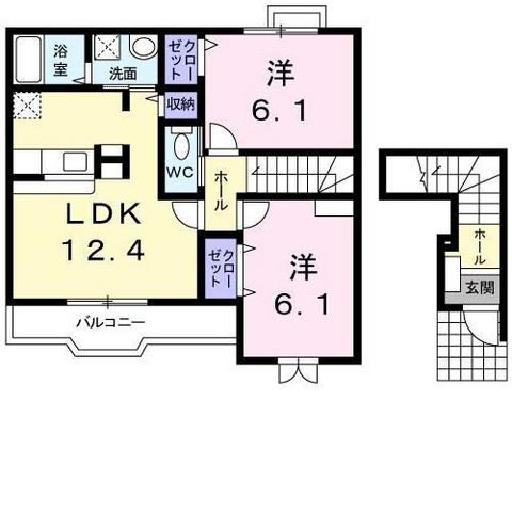 浴室
洗面
クローゼット
洋
6.1
収納
WC
ホール
LDK
12.4
クローゼット
洋
6.1
バルコニー
ホール
玄関